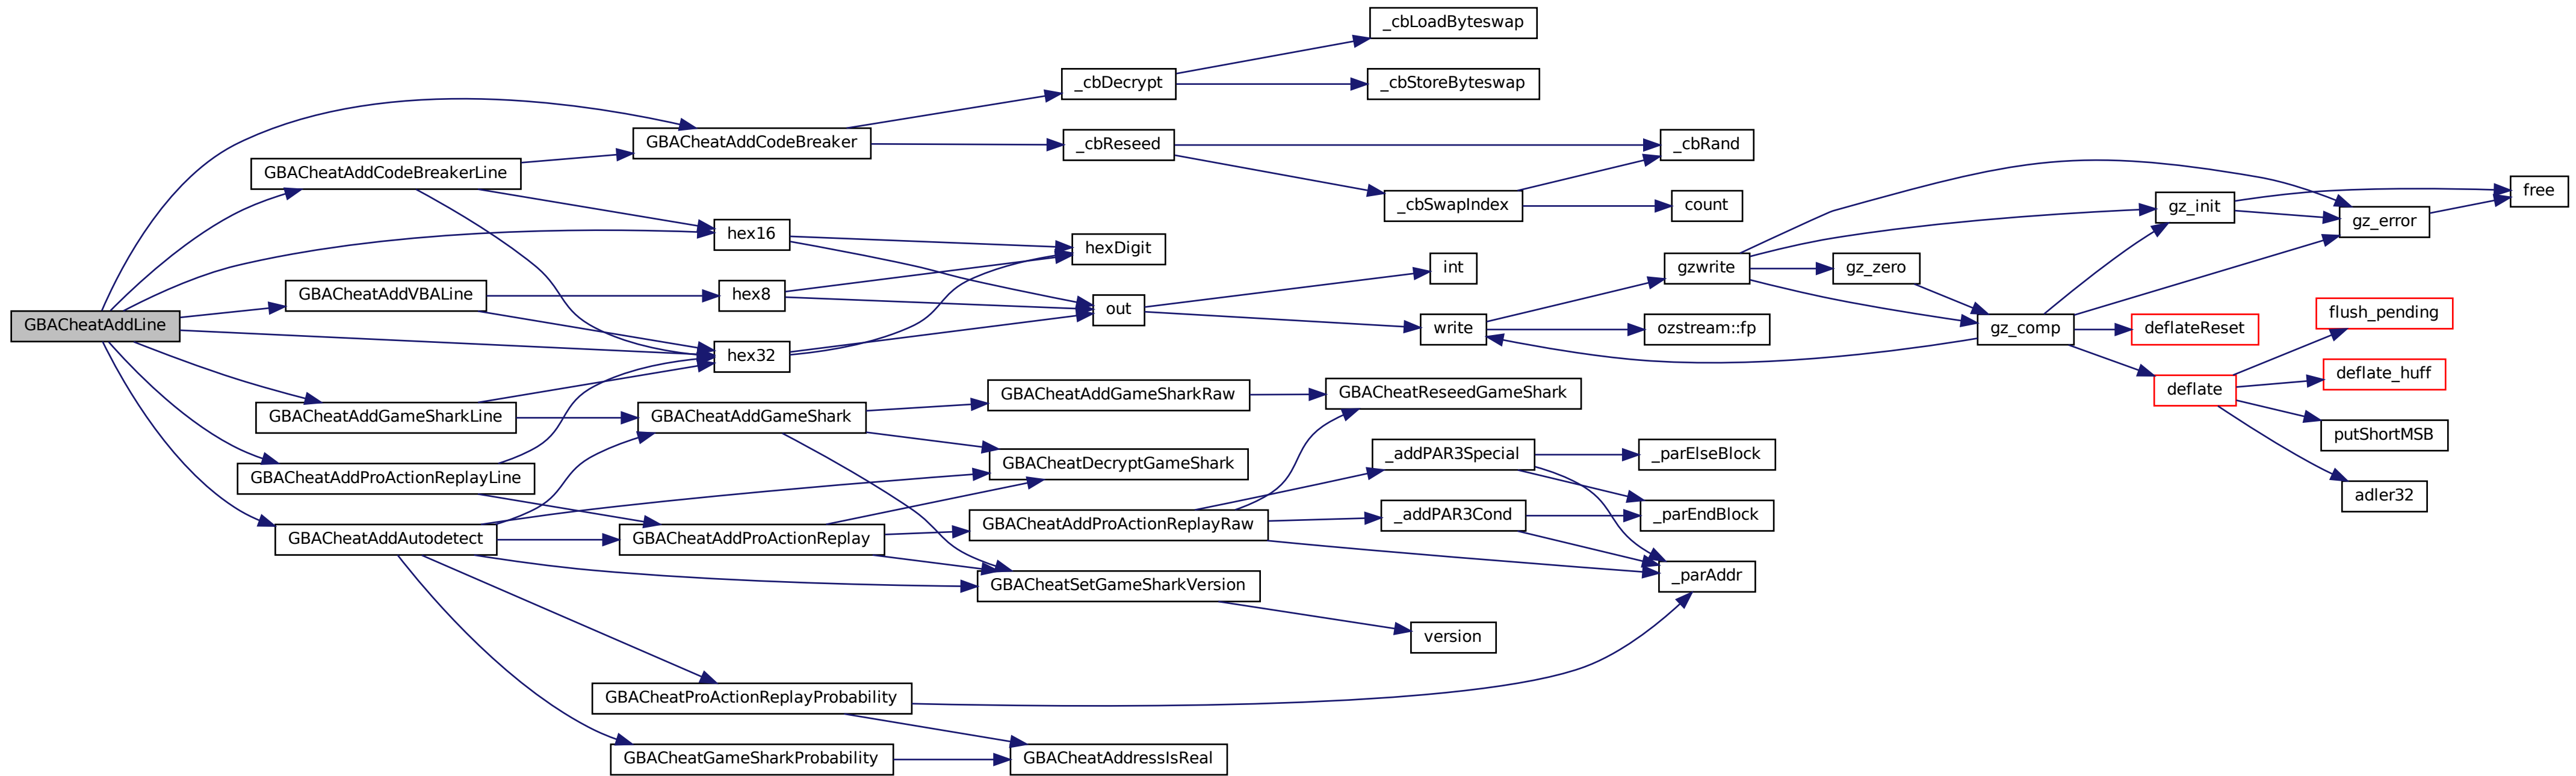 GBACheatAddLine
GBACheatAddCodeBreakerLine
GBACheatAddVBALine
GBACheatAddGameSharkLine
GBACheatAddProActionReplayLine
GBACheatAddAutodetect
GBACheatAddCodeBreaker
hex16
hex8
hex32
GBACheatAddGameShark
GBACheatAddProActionReplay
GBACheatProActionReplayProbability
GBACheatGameSharkProbability
_cbDecrypt
_cbReseed
hexDigit
out
GBACheatAddGameSharkRaw
GBACheatDecryptGameShark
GBACheatAddProActionReplayRaw
GBACheatSetGameSharkVersion
GBACheatAddressIsReal
_cbLoadByteswap
_cbStoreByteswap
_cbSwapIndex
int
write
GBACheatReseedGameShark
_addPAR3Special
_addPAR3Cond
version
_cbRand
count
gzwrite
ozstream::fp
_parElseBlock
_parEndBlock
_parAddr
gz_zero
gz_comp
gz_init
deflateReset
deflate
gz_error
flush_pending
deflate_huff
putShortMSB
adler32
free